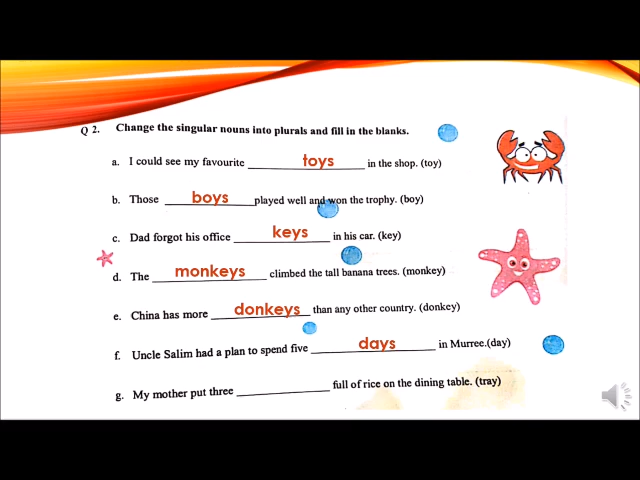 Q 2. Change the singular nouns into plurals and fill in the blanks.
a. I could see my favourite toys in the shop. (toy)
b. Those boys played well and won the trophy. (boy)
c. Dad forgot his office keys in his car. (key)
d. The monkeys climbed the tall banana trees. (monkey)
e. China has more donkeys than any other country. (donkey)
f. Uncle Salim had a plan to spend five days in Murree.(day)
g. My mother put three ____________ full of rice on the dining table. (tray)